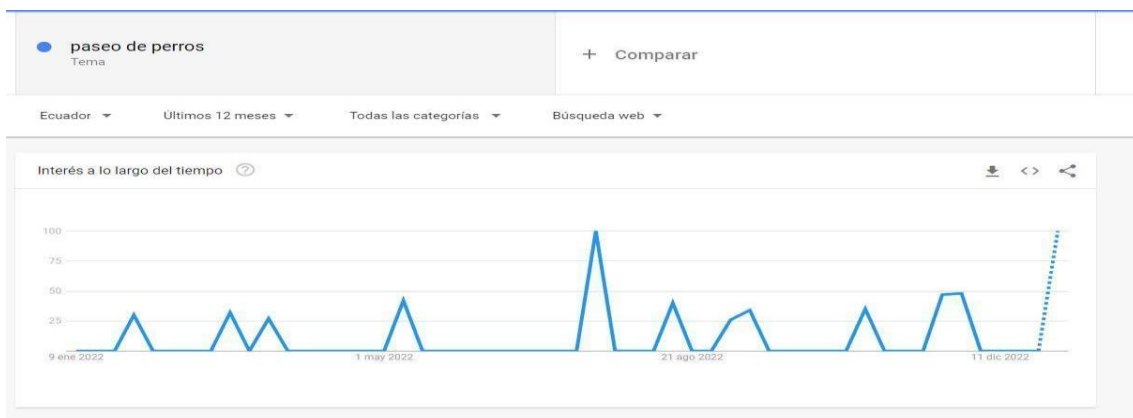 paseo de perros
Tema
+ Comparar
Ecuador Últimos 12 meses Todas las categorías Búsqueda web
Interés a lo largo del tiempo ?
100
75
50
25
9 ene 2022 1 may 2022 21 ago 2022 11 dic 2022